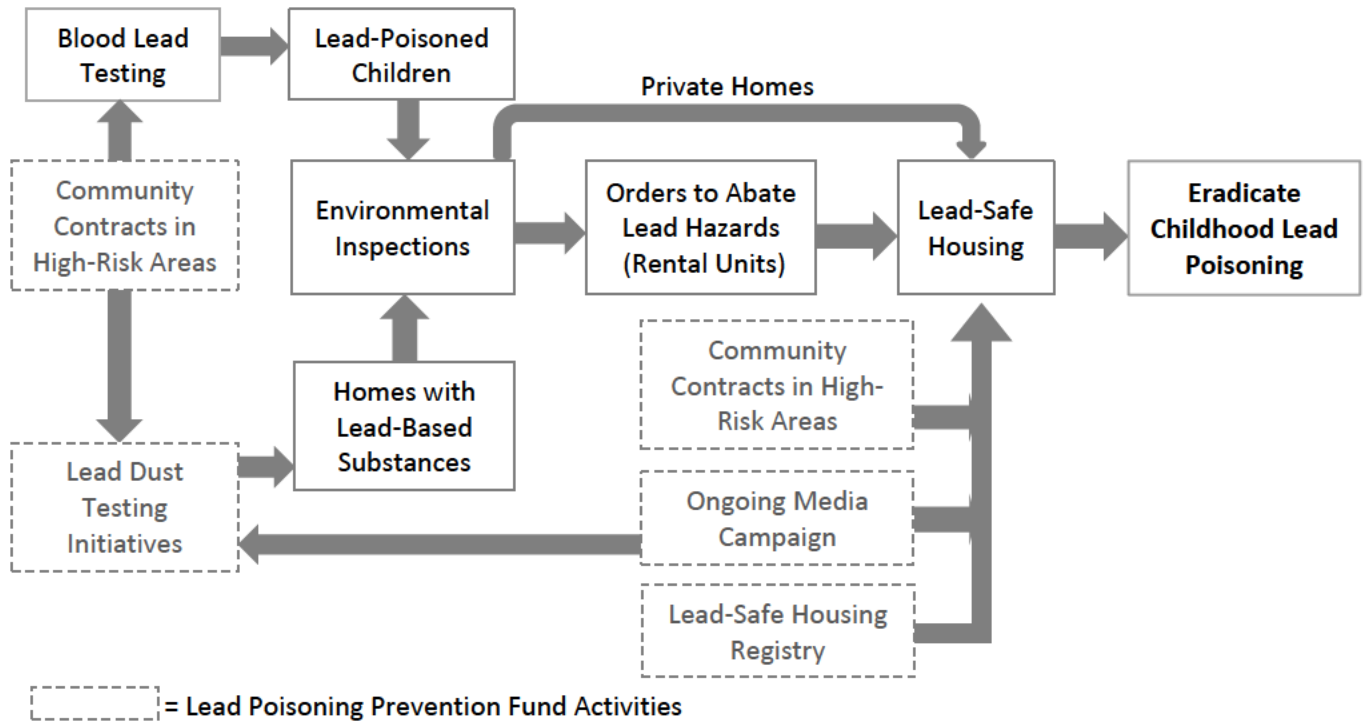 Blood Lead
Testing
Lead-Poisoned
Children
Private Homes
Community
Contracts in
High-Risk Areas
Environmental
Inspections
Orders to Abate
Lead Hazards
(Rental Units)
Lead-Safe
Housing
Eradicate
Childhood Lead
Poisoning
Homes with
Lead-Based
Substances
Community
Contracts in High-
Risk Areas
Lead Dust
Testing
Initiatives
Ongoing Media
Campaign
Lead-Safe Housing
Registry
= Lead Poisoning Prevention Fund Activities